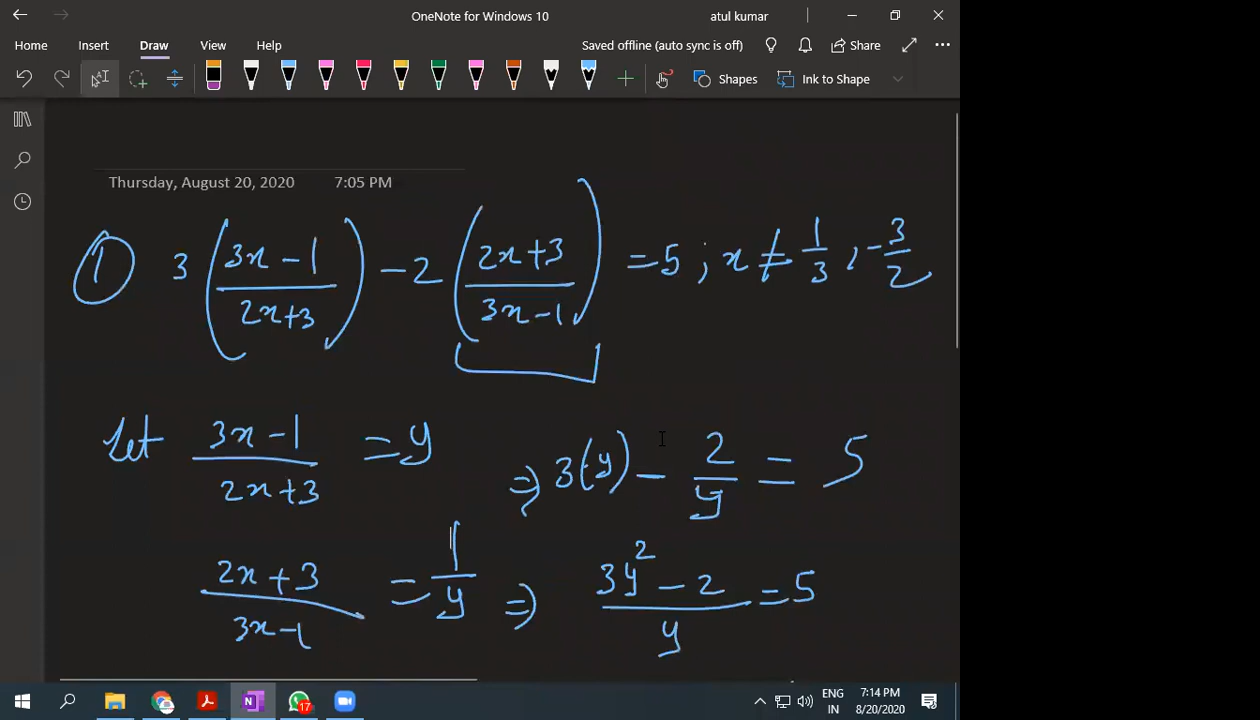 OneNote for Windows 10
atul kumar
Home Insert Draw View Help
Saved offline (auto sync is off)
Share
Shapes
Ink to Shape
Thursday, August 20, 2020 7:05 PM
① 3((3x-1)/(2x+3)) - 2((2x+3)/(3x-1)) = 5 ; x ≠ 1/3, -3/2
Let (3x-1)/(2x+3) = y ⇒ 3(y) - 2/y = 5
(2x+3)/(3x-1) = 1/y ⇒ (3y² - 2)/y = 5
17
ENG 7:14 PM
IN 8/20/2020